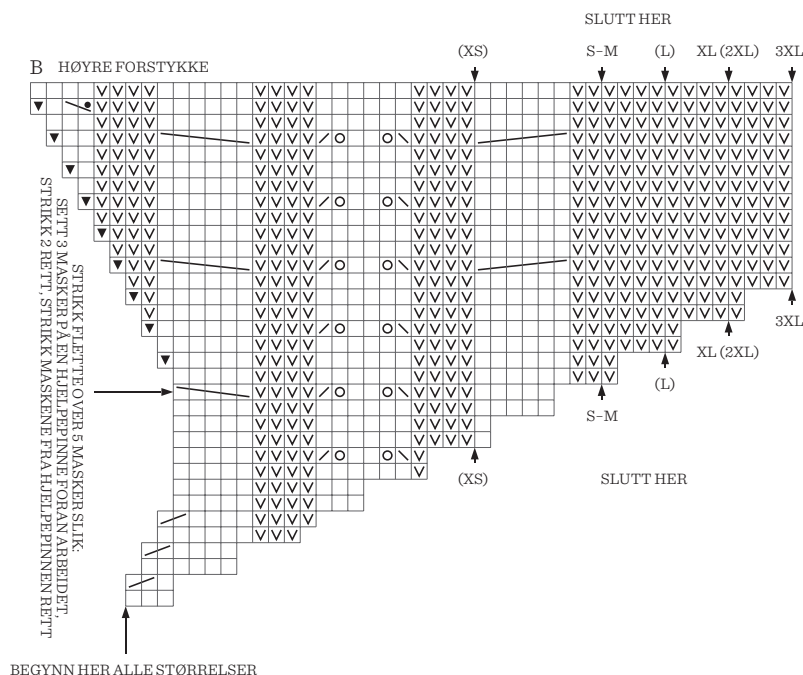 SLUTT HER
(XS) S–M (L) XL (2XL) 3XL
B HØYRE FORSTYKKE
STRIKK FLETTE OVER 5 MASKER SLIK:
SETT 3 MASKER PÅ EN HJELPEPINNE FORAN ARBEIDET,
STRIKK 2 RETT, STRIKK MASKENE FRA HJELPEPINNEN RETT
3XL
XL (2XL)
(L)
S–M
(XS)
SLUTT HER
BEGYNN HER ALLE STØRRELSER